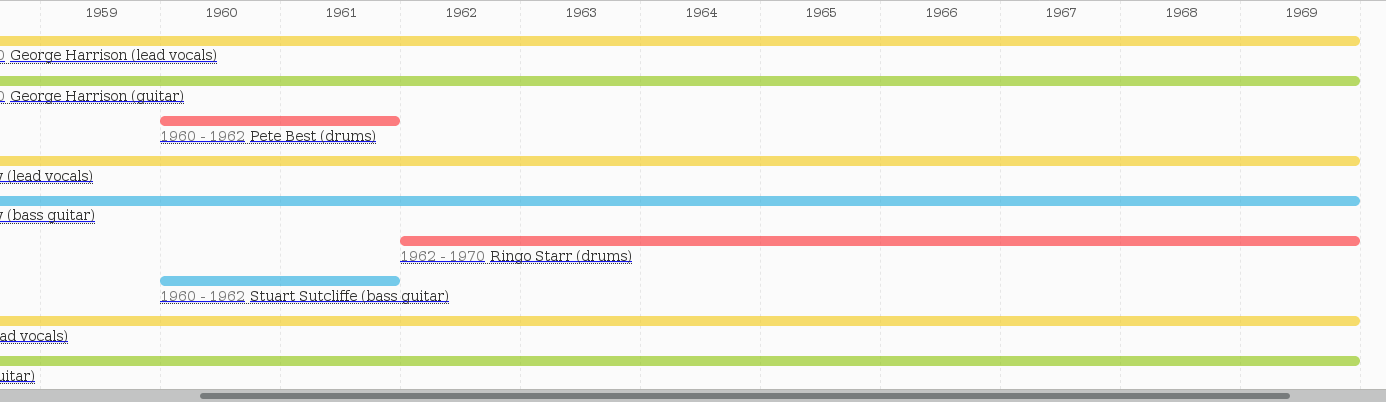 1959 1960 1961 1962 1963 1964 1965 1966 1967 1968 1969
0 George Harrison (lead vocals)
0 George Harrison (guitar)
1960 - 1962 Pete Best (drums)
(lead vocals)
(bass guitar)
1962 - 1970 Ringo Starr (drums)
1960 - 1962 Stuart Sutcliffe (bass guitar)
ad vocals)
uitar)